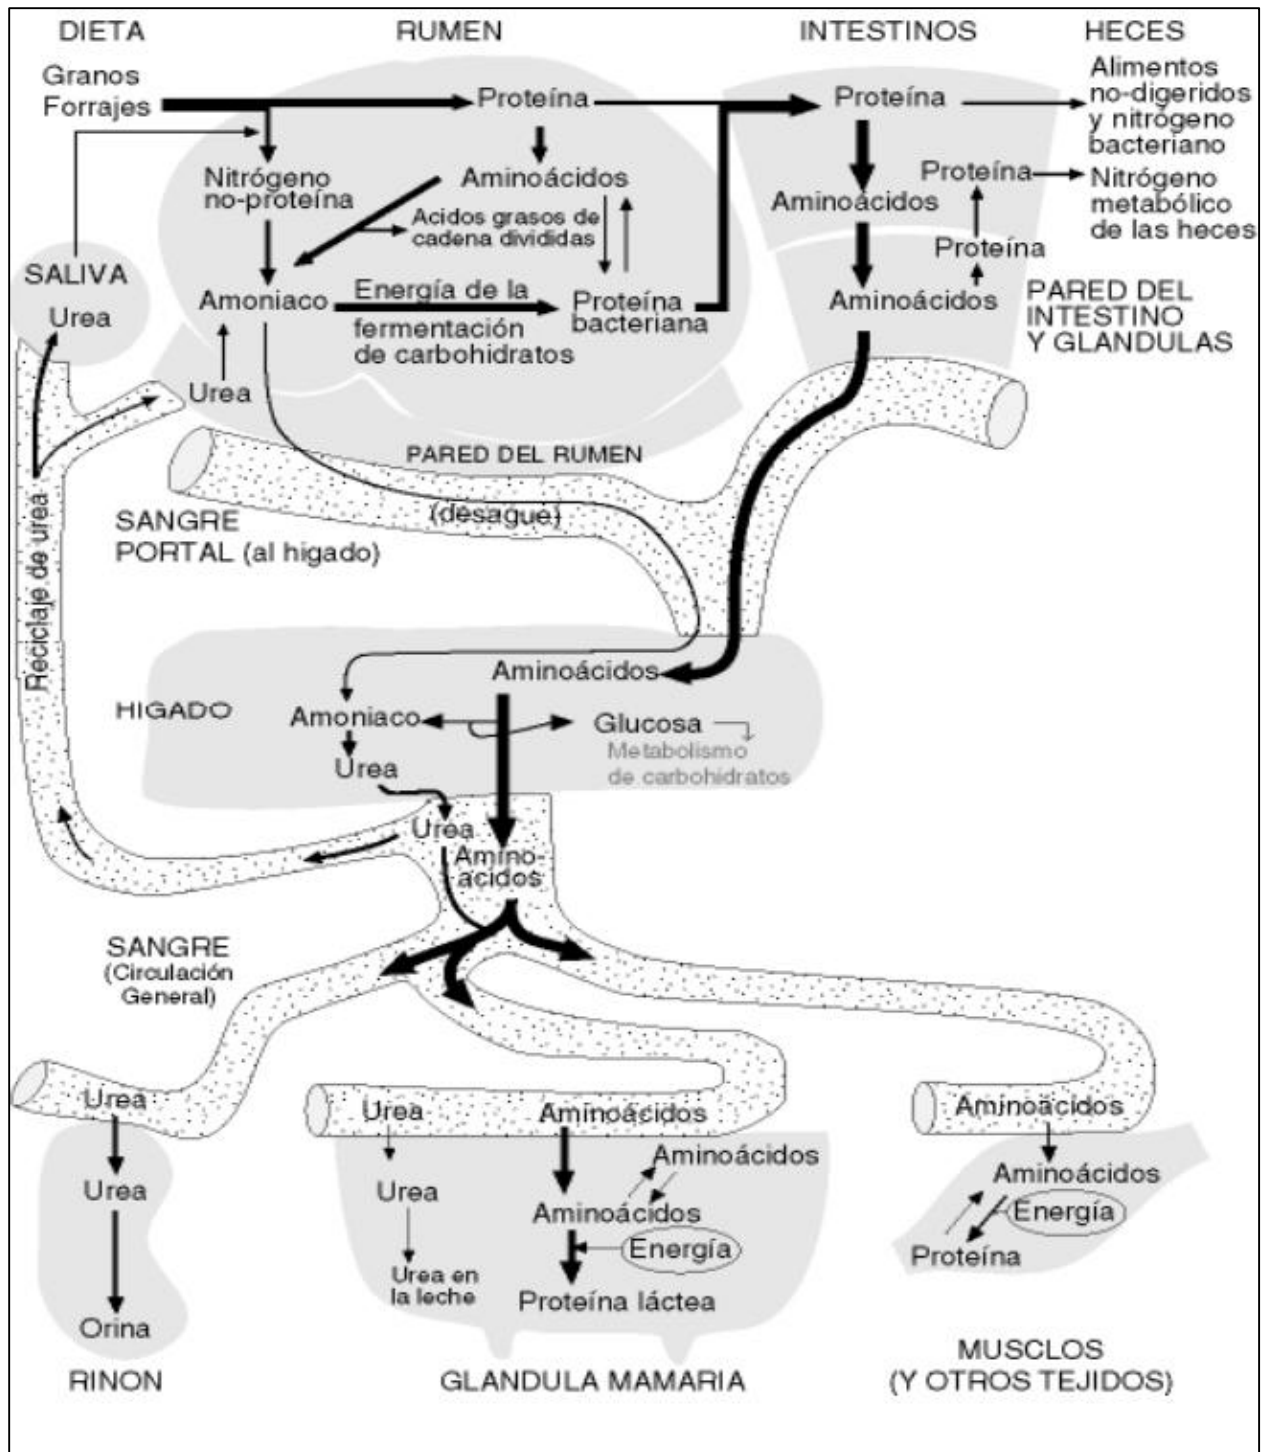 DIETA
RUMEN
INTESTINOS
HECES
Granos
Forrajes
Proteína
Proteína
Alimentos
no-digeridos
y nitrógeno
bacteriano
Nitrógeno
no-proteína
Aminoácidos
Acidos grasos de
cadena divididas
Aminoácidos
Proteína
Nitrógeno
metabólico
de las heces
Proteína
SALIVA
Urea
Amoniaco
Energía de la
fermentación
de carbohidratos
Proteína
bacteriana
Aminoácidos
PARED DEL
INTESTINO
Y GLANDULAS
Urea
PARED DEL RUMEN
(desague)
SANGRE
PORTAL (al higado)
Reciclaje de urea
Aminoácidos
HIGADO
Amoniaco
Glucosa
Metabolismo
de carbohidratos
Urea
Urea
Amino-
acidos
SANGRE
(Circulación
General)
Urea
Urea
Aminoácidos
Aminoácidos
Urea
Urea
Aminoácidos
Aminoácidos
Aminoácidos
Energía
Energía
Proteína
Urea en
la leche
Proteína láctea
Orina
RINON
GLANDULA MAMARIA
MUSCLOS
(Y OTROS TEJIDOS)